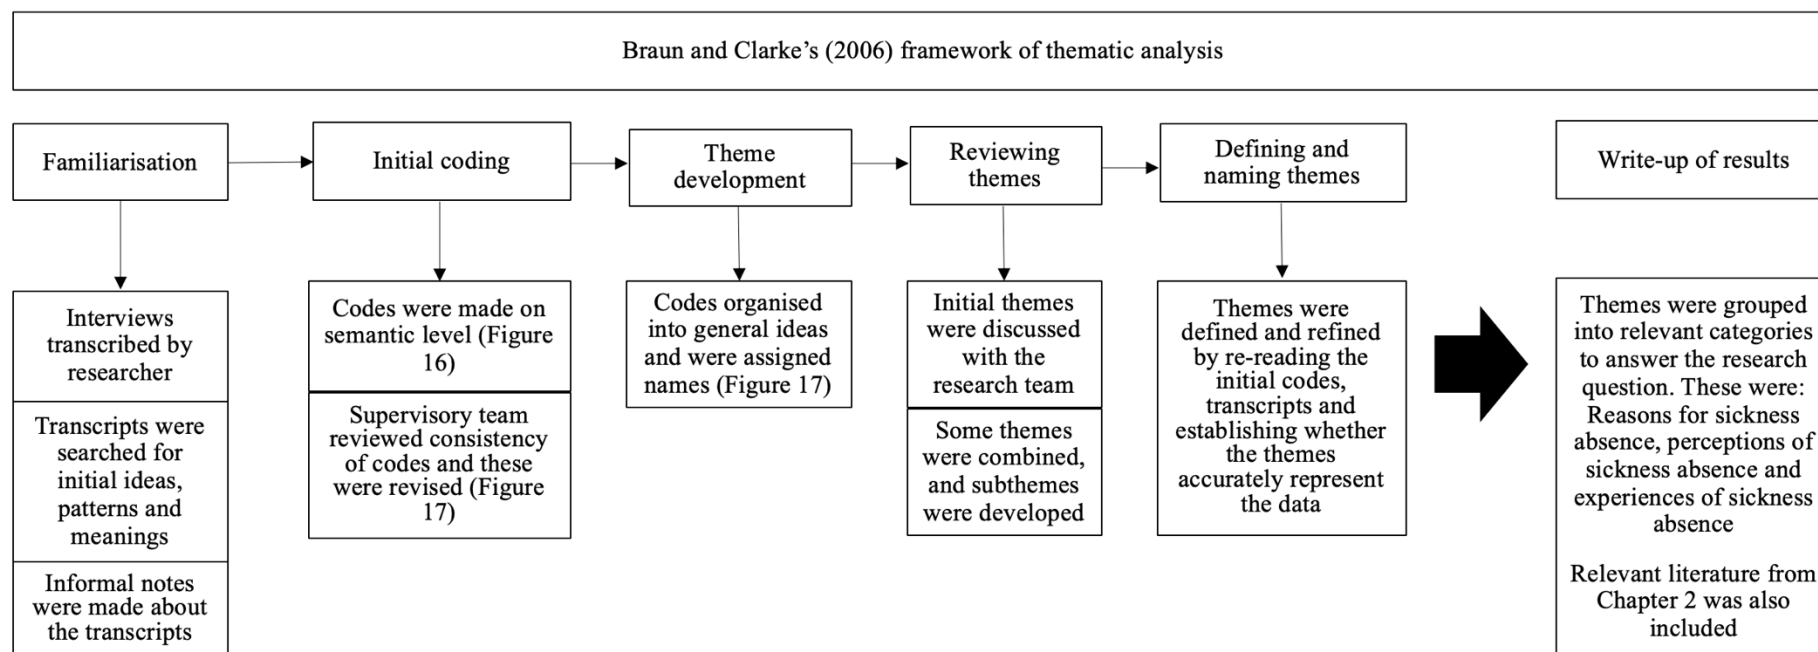 Braun and Clarke’s (2006) framework of thematic analysis
Familiarisation
Initial coding
Theme
development
Reviewing
themes
Defining and
naming themes
Write-up of results
Interviews
transcribed by
researcher
Transcripts were
searched for
initial ideas,
patterns and
meanings
Informal notes
were made about
the transcripts
Codes were made on
semantic level (Figure
16)
Supervisory team
reviewed consistency
of codes and these
were revised (Figure
17)
Codes organised
into general ideas
and were assigned
names (Figure 17)
Initial themes
were discussed
with the
research team
Some themes
were combined,
and subthemes
were developed
Themes were
defined and refined
by re-reading the
initial codes,
transcripts and
establishing whether
the themes
accurately represent
the data
Themes were grouped
into relevant categories
to answer the research
question. These were:
Reasons for sickness
absence, perceptions of
sickness absence and
experiences of sickness
absence
Relevant literature from
Chapter 2 was also
included